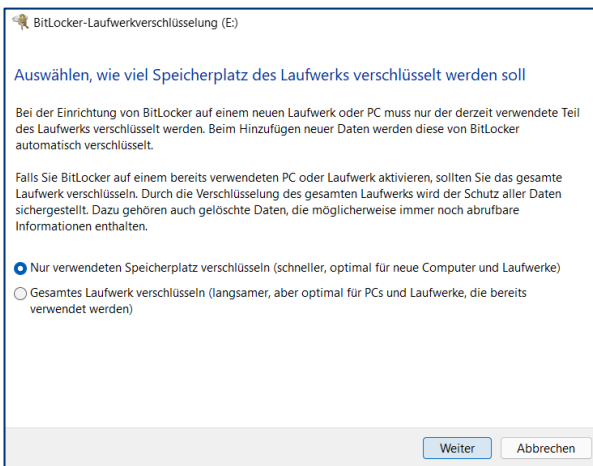 BitLocker-Laufwerkverschlüsselung (E:)
Auswählen, wie viel Speicherplatz des Laufwerks verschlüsselt werden soll
Bei der Einrichtung von BitLocker auf einem neuen Laufwerk oder PC muss nur der derzeit verwendete Teil
des Laufwerks verschlüsselt werden. Beim Hinzufügen neuer Daten werden diese von BitLocker
automatisch verschlüsselt.
Falls Sie BitLocker auf einem bereits verwendeten PC oder Laufwerk aktivieren, sollten Sie das gesamte
Laufwerk verschlüsseln. Durch die Verschlüsselung des gesamten Laufwerks wird der Schutz aller Daten
sichergestellt. Dazu gehören auch gelöschte Daten, die möglicherweise immer noch abrufbare
Informationen enthalten.
Nur verwendeten Speicherplatz verschlüsseln (schneller, optimal für neue Computer und Laufwerke)
Gesamtes Laufwerk verschlüsseln (langsamer, aber optimal für PCs und Laufwerke, die bereits
verwendet werden)
Weiter Abbrechen